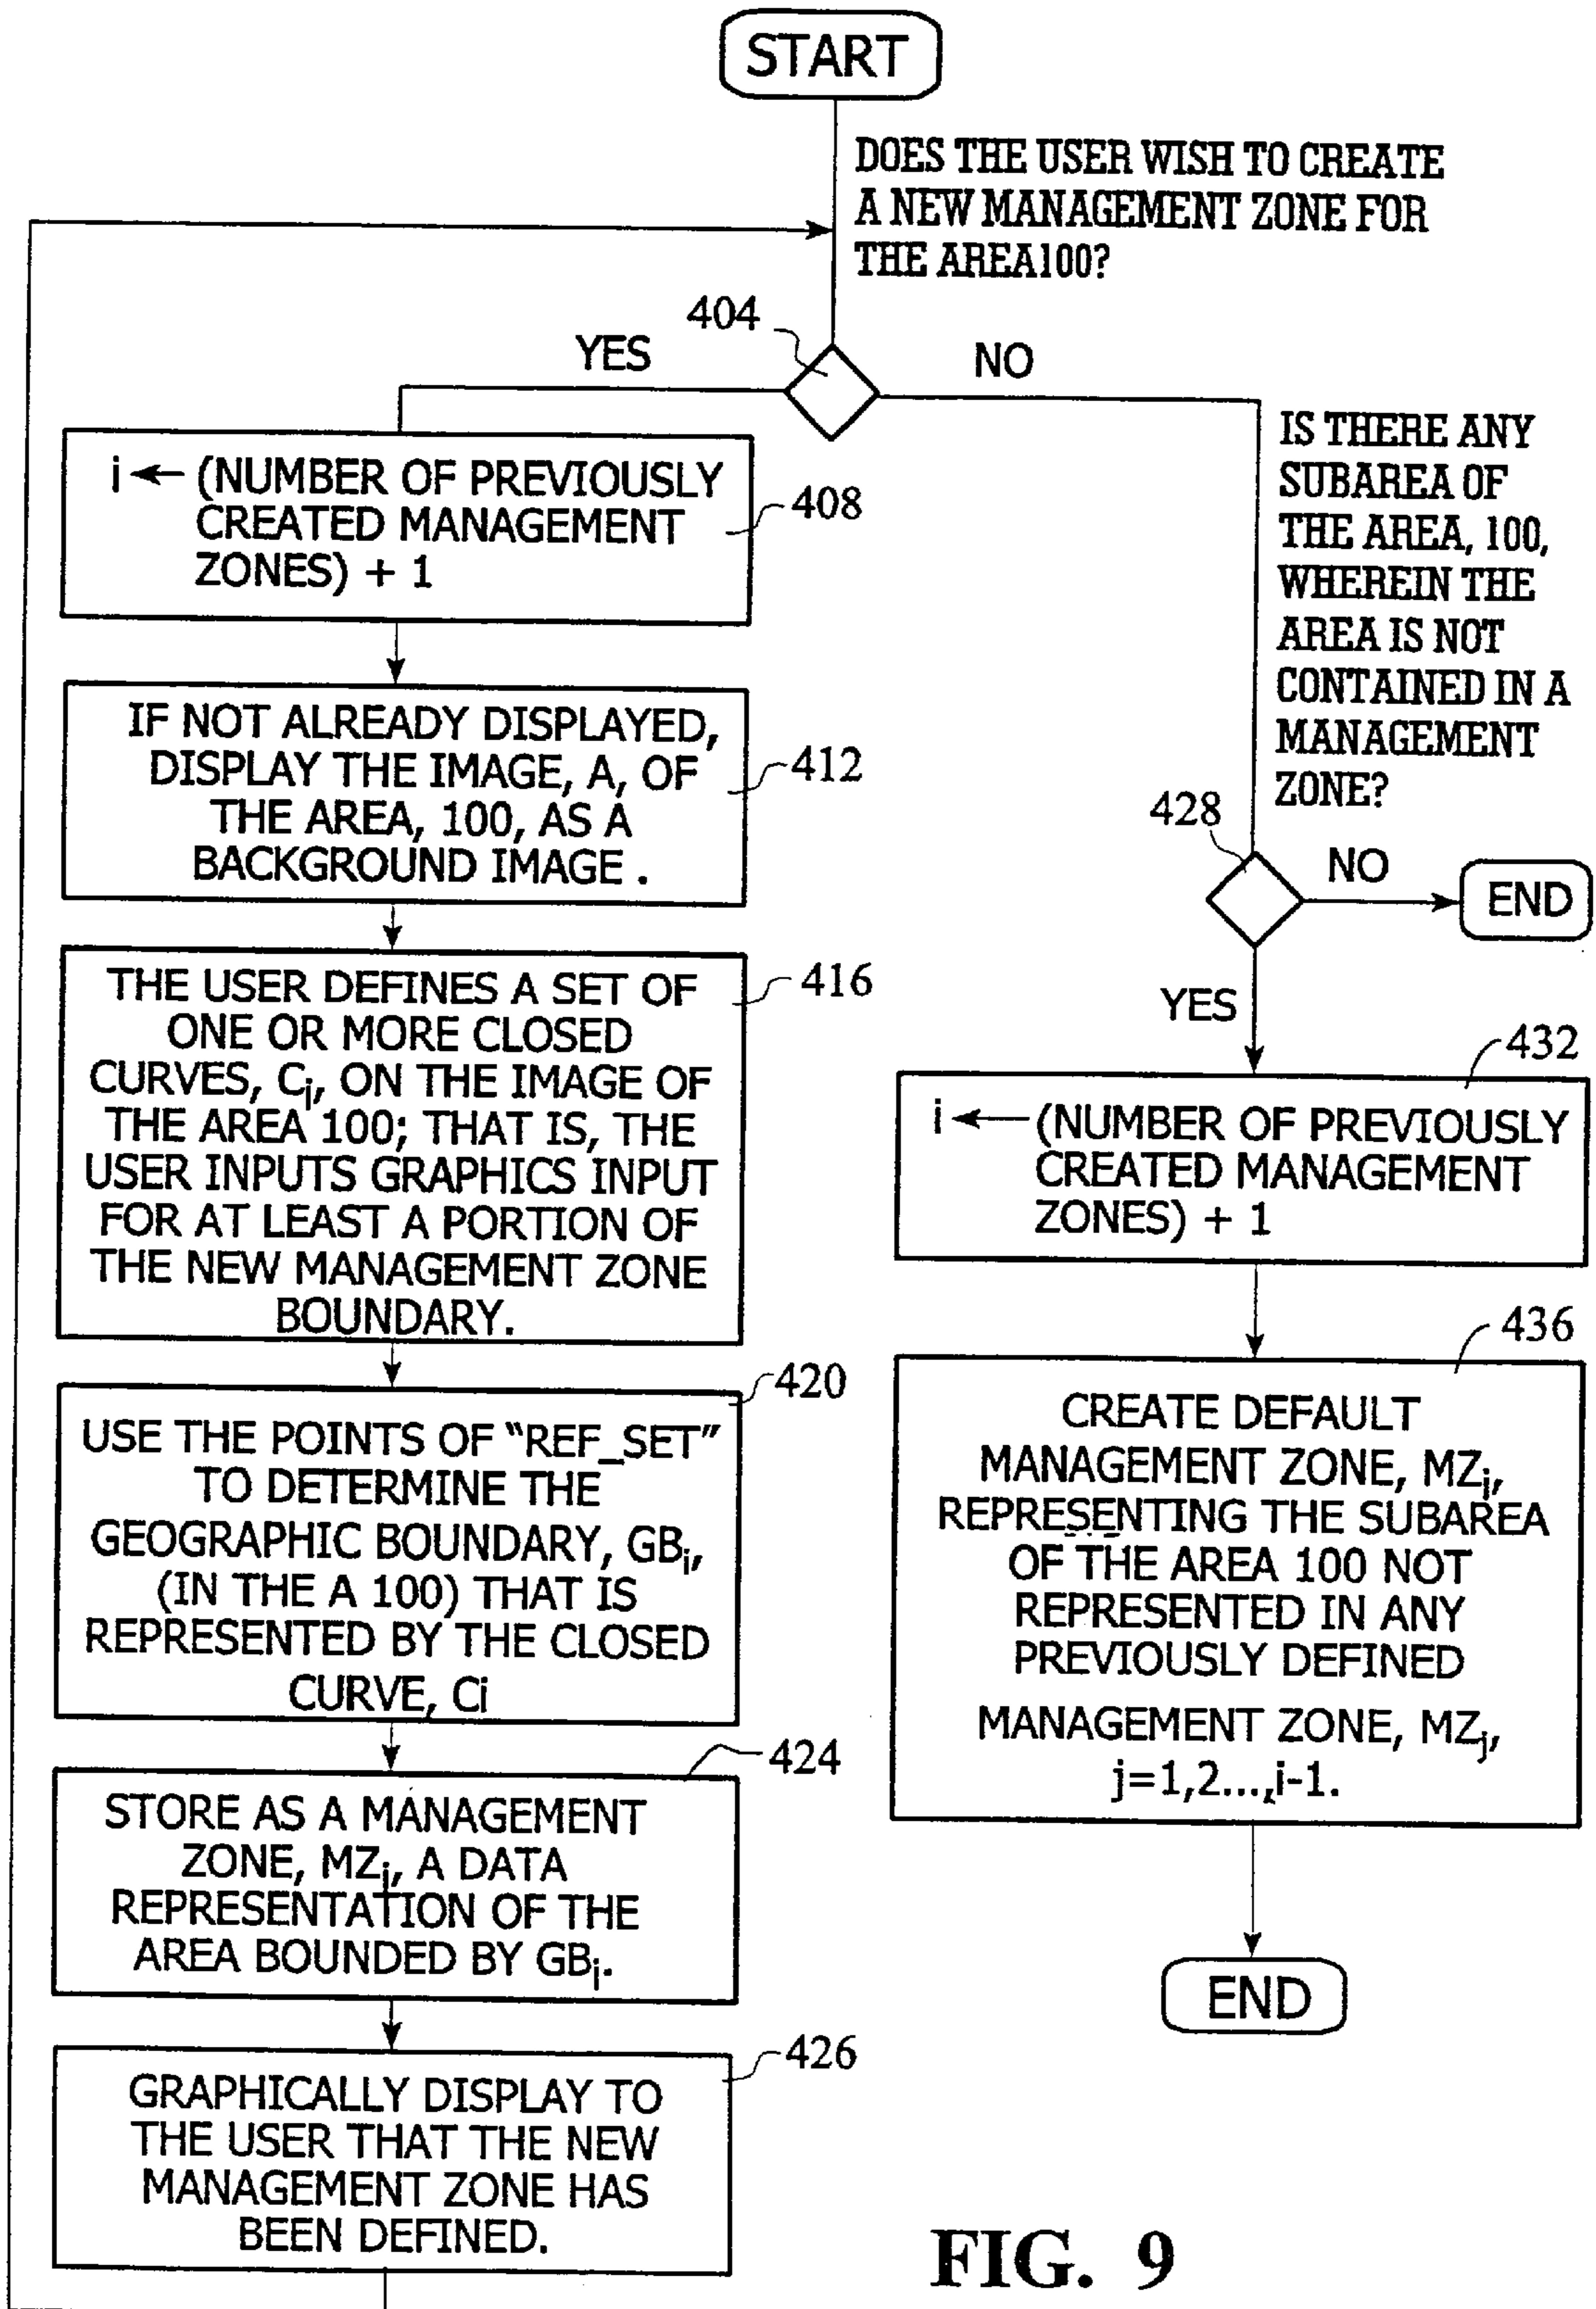 START
DOES THE USER WISH TO CREATE
A NEW MANAGEMENT ZONE FOR
THE AREA100?
404
YES
NO
i ← (NUMBER OF PREVIOUSLY
CREATED MANAGEMENT
ZONES) + 1
408
IF NOT ALREADY DISPLAYED,
DISPLAY THE IMAGE, A, OF
THE AREA, 100, AS A
BACKGROUND IMAGE .
412
THE USER DEFINES A SET OF
ONE OR MORE CLOSED
CURVES, Ci, ON THE IMAGE OF
THE AREA 100; THAT IS, THE
USER INPUTS GRAPHICS INPUT
FOR AT LEAST A PORTION OF
THE NEW MANAGEMENT ZONE
BOUNDARY.
416
USE THE POINTS OF “REF_SET”
TO DETERMINE THE
GEOGRAPHIC BOUNDARY, GBi,
(IN THE A 100) THAT IS
REPRESENTED BY THE CLOSED
CURVE, Ci
420
STORE AS A MANAGEMENT
ZONE, MZi, A DATA
REPRESENTATION OF THE
AREA BOUNDED BY GBi.
424
GRAPHICALLY DISPLAY TO
THE USER THAT THE NEW
MANAGEMENT ZONE HAS
BEEN DEFINED.
426
IS THERE ANY
SUBAREA OF
THE AREA, 100,
WHEREIN THE
AREA IS NOT
CONTAINED IN A
MANAGEMENT
ZONE?
428
NO
END
YES
432
i ← (NUMBER OF PREVIOUSLY
CREATED MANAGEMENT
ZONES) + 1
436
CREATE DEFAULT
MANAGEMENT ZONE, MZi,
REPRESENTING THE SUBAREA
OF THE AREA 100 NOT
REPRESENTED IN ANY
PREVIOUSLY DEFINED
MANAGEMENT ZONE, MZj,
j=1,2...,i-1.
END
FIG. 9